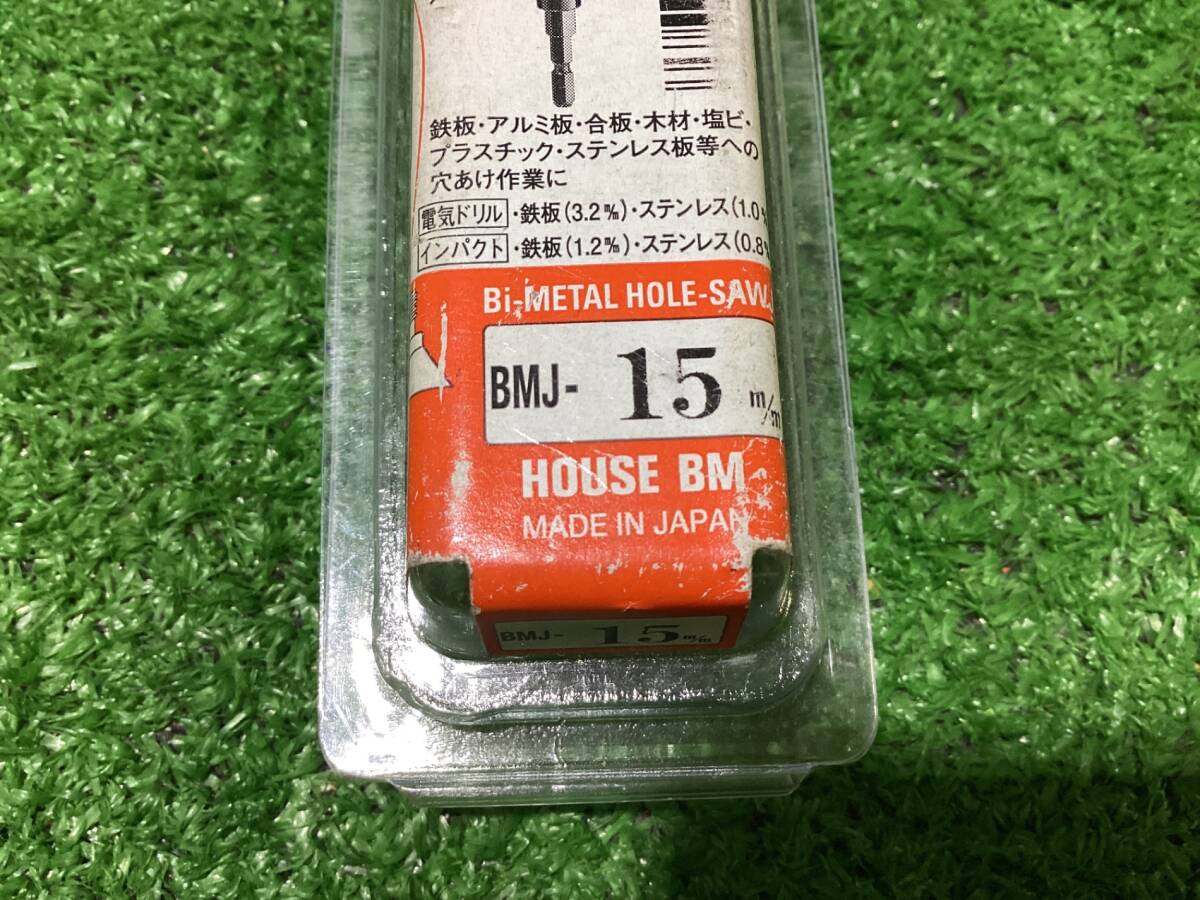 鉄板・アルミ板・合板・木材・塩ビ・
プラスチック・ステンレス板等への
穴あけ作業に
電気ドリル・鉄板(3.2㎜)・ステンレス(1.0
インパクト・鉄板(1.2㎜)・ステンレス(0.8
Bi-METAL HOLE-SAW
BMJ- 15 m/m
HOUSE BM
MADE IN JAPAN
BMJ- 15 m/m